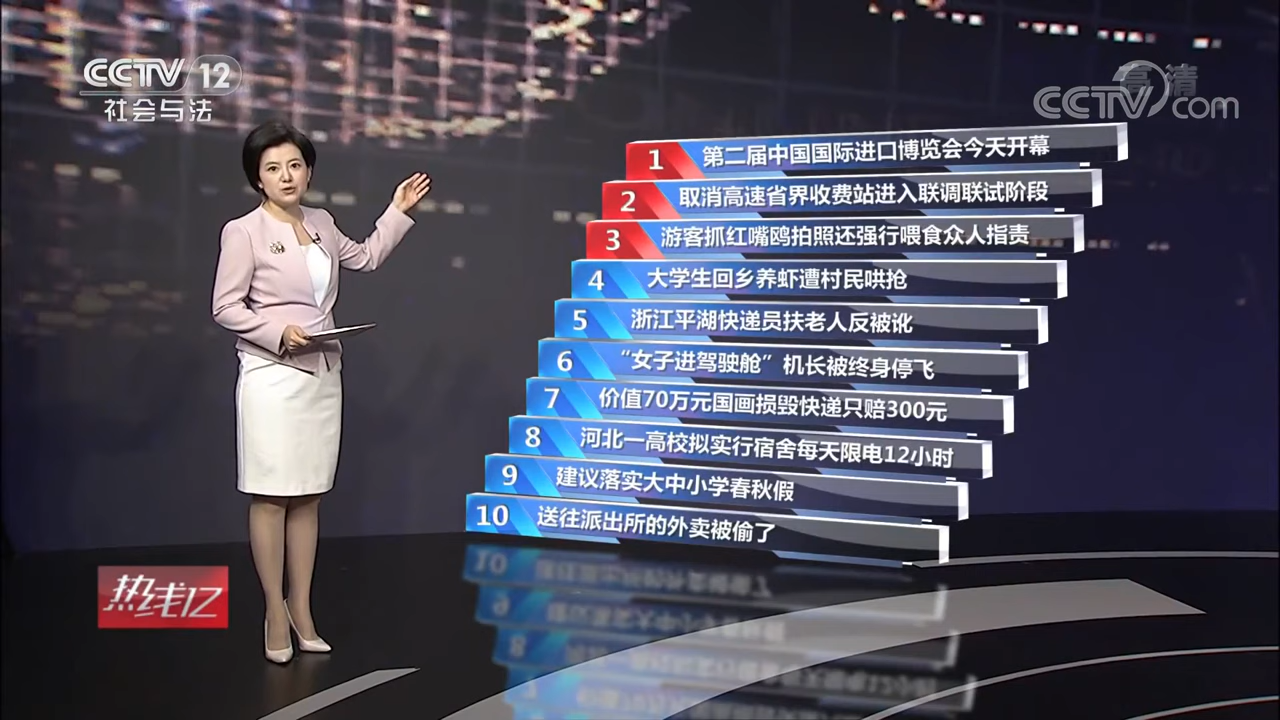 CCTV 12
社会与法
高清
CCTV.com
1 第二届中国国际进口博览会今天开幕
2 取消高速省界收费站进入联调联试阶段
3 游客抓红嘴鸥拍照还强行喂食众人指责
4 大学生回乡养虾遭村民哄抢
5 浙江平湖快递员扶老人反被讹
6 “女子进驾驶舱”机长被终身停飞
7 价值70万元国画损毁快递只赔300元
8 河北一高校拟实行宿舍每天限电12小时
9 建议落实大中小学春秋假
10 送往派出所的外卖被偷了
热线12